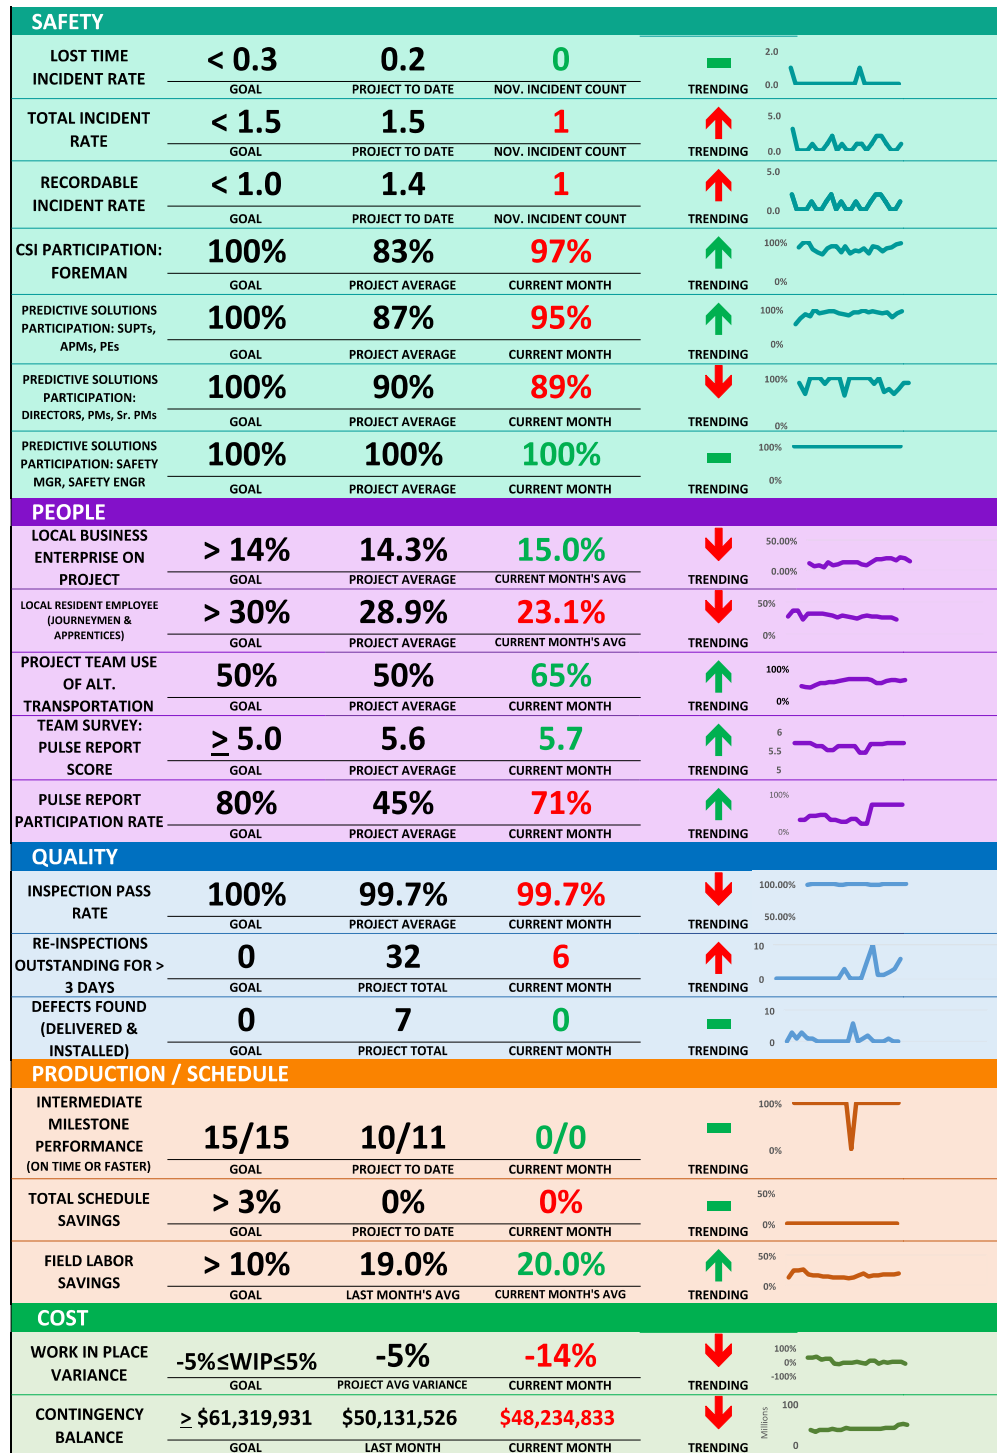 SAFETY
LOST TIME
INCIDENT RATE
< 0.3
0.2
0
GOAL
PROJECT TO DATE
NOV. INCIDENT COUNT
TRENDING
2.0
0.0
TOTAL INCIDENT
RATE
< 1.5
1.5
1
GOAL
PROJECT TO DATE
NOV. INCIDENT COUNT
TRENDING
5.0
0.0
RECORDABLE
INCIDENT RATE
< 1.0
1.4
1
GOAL
PROJECT TO DATE
NOV. INCIDENT COUNT
TRENDING
5.0
0.0
CSI PARTICIPATION:
FOREMAN
100%
83%
97%
GOAL
PROJECT AVERAGE
CURRENT MONTH
TRENDING
100%
0%
PREDICTIVE SOLUTIONS
PARTICIPATION: SUPTs,
APMs, PEs
100%
87%
95%
GOAL
PROJECT AVERAGE
CURRENT MONTH
TRENDING
100%
0%
PREDICTIVE SOLUTIONS
PARTICIPATION:
DIRECTORS, PMs, Sr. PMs
100%
90%
89%
GOAL
PROJECT AVERAGE
CURRENT MONTH
TRENDING
100%
0%
PREDICTIVE SOLUTIONS
PARTICIPATION: SAFETY
MGR, SAFETY ENGR
100%
100%
100%
GOAL
PROJECT AVERAGE
CURRENT MONTH
TRENDING
100%
0%
PEOPLE
LOCAL BUSINESS
ENTERPRISE ON
PROJECT
> 14%
14.3%
15.0%
GOAL
PROJECT AVERAGE
CURRENT MONTH'S AVG
TRENDING
50.00%
0.00%
LOCAL RESIDENT EMPLOYEE
(JOURNEYMEN &
APPRENTICES)
> 30%
28.9%
23.1%
GOAL
PROJECT AVERAGE
CURRENT MONTH'S AVG
TRENDING
50%
0%
PROJECT TEAM USE
OF ALT.
TRANSPORTATION
50%
50%
65%
GOAL
PROJECT AVERAGE
CURRENT MONTH
TRENDING
100%
0%
TEAM SURVEY:
PULSE REPORT
SCORE
≥ 5.0
5.6
5.7
GOAL
PROJECT AVERAGE
CURRENT MONTH
TRENDING
6
5.5
5
PULSE REPORT
PARTICIPATION RATE
80%
45%
71%
GOAL
PROJECT AVERAGE
CURRENT MONTH
TRENDING
100%
0%
QUALITY
INSPECTION PASS
RATE
100%
99.7%
99.7%
GOAL
PROJECT AVERAGE
CURRENT MONTH
TRENDING
100.00%
50.00%
RE-INSPECTIONS
OUTSTANDING FOR >
3 DAYS
0
32
6
GOAL
PROJECT TOTAL
CURRENT MONTH
TRENDING
10
0
DEFECTS FOUND
(DELIVERED &
INSTALLED)
0
7
0
GOAL
PROJECT TOTAL
CURRENT MONTH
TRENDING
10
0
PRODUCTION / SCHEDULE
INTERMEDIATE
MILESTONE
PERFORMANCE
(ON TIME OR FASTER)
15/15
10/11
0/0
GOAL
PROJECT TO DATE
CURRENT MONTH
TRENDING
100%
0%
TOTAL SCHEDULE
SAVINGS
> 3%
0%
0%
GOAL
PROJECT TO DATE
CURRENT MONTH
TRENDING
50%
0%
FIELD LABOR
SAVINGS
> 10%
19.0%
20.0%
GOAL
LAST MONTH'S AVG
CURRENT MONTH'S AVG
TRENDING
50%
0%
COST
WORK IN PLACE
VARIANCE
-5%≤WIP≤5%
-5%
-14%
GOAL
PROJECT AVG VARIANCE
CURRENT MONTH
TRENDING
100%
0%
-100%
CONTINGENCY
BALANCE
≥ $61,319,931
$50,131,526
$48,234,833
GOAL
LAST MONTH
CURRENT MONTH
TRENDING
Millions
100
0